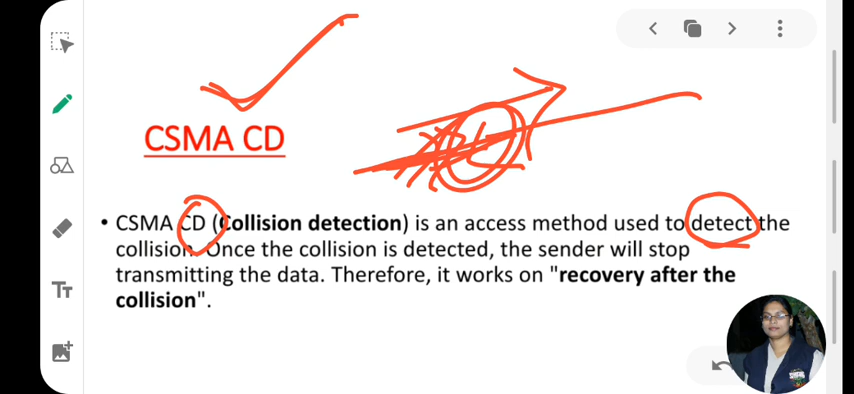 CSMA CD
• CSMA CD (Collision detection) is an access method used to detect the
collision. Once the collision is detected, the sender will stop
transmitting the data. Therefore, it works on "recovery after the
collision".
TT